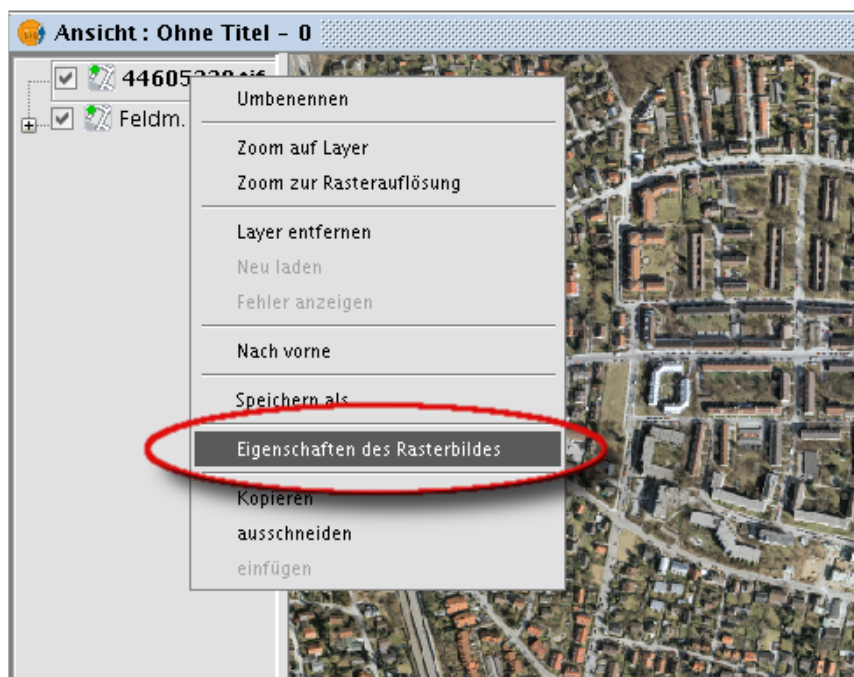 Ansicht : Ohne Titel - 0
Feldm.
Umbenennen
Zoom auf Layer
Zoom zur Rasterauflösung
Layer entfernen
Neu laden
Fehler anzeigen
Nach vorne
Speichern als
Eigenschaften des Rasterbildes
Kopieren
ausschneiden
einfügen